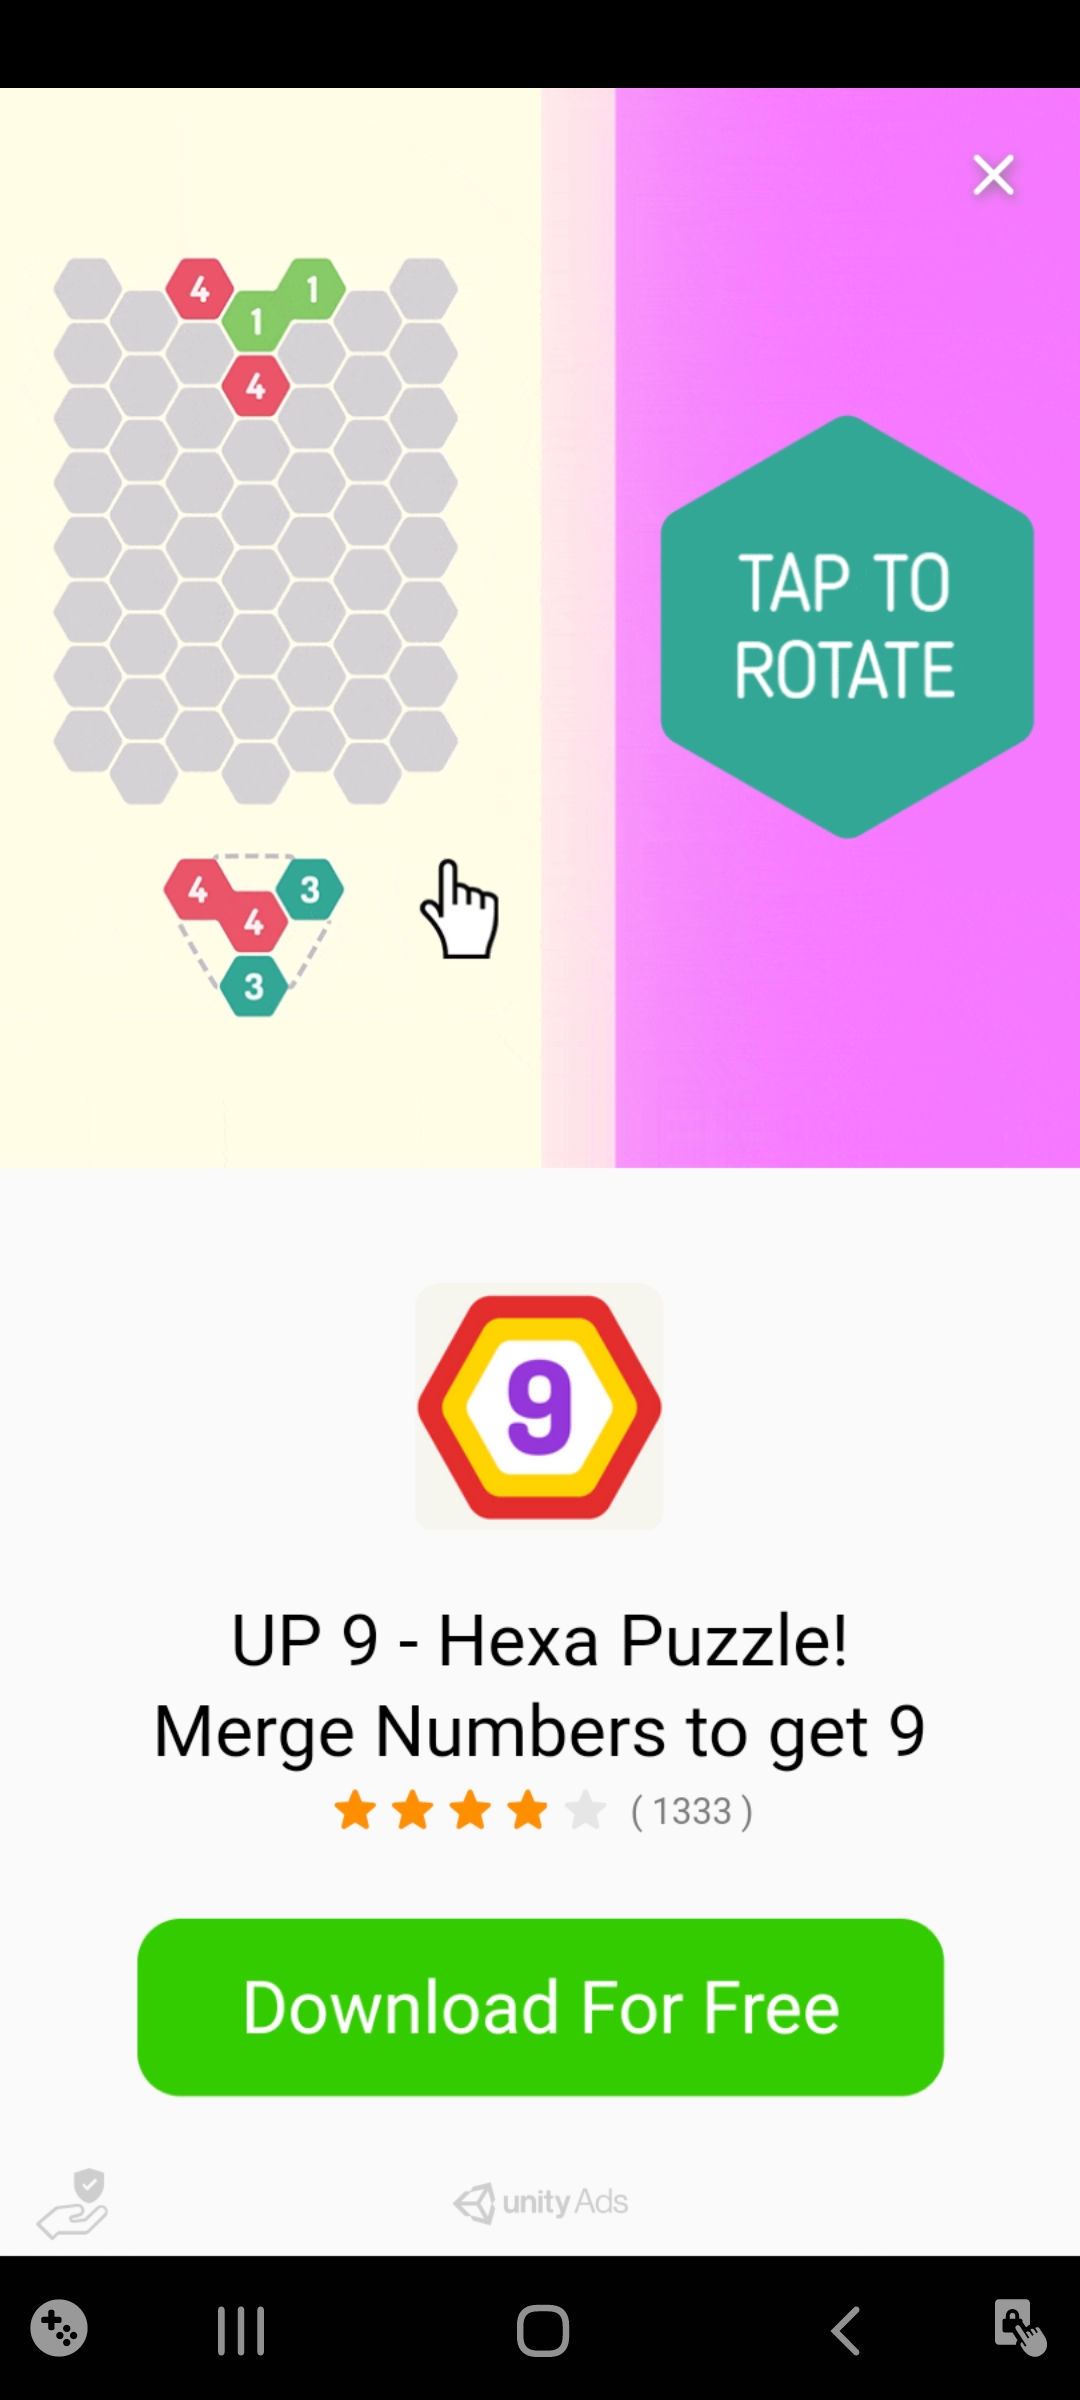 4 1
1
4
TAP TO
ROTATE
4 3
4
3
9
UP 9 - Hexa Puzzle!
Merge Numbers to get 9
( 1333 )
Download For Free
unity Ads